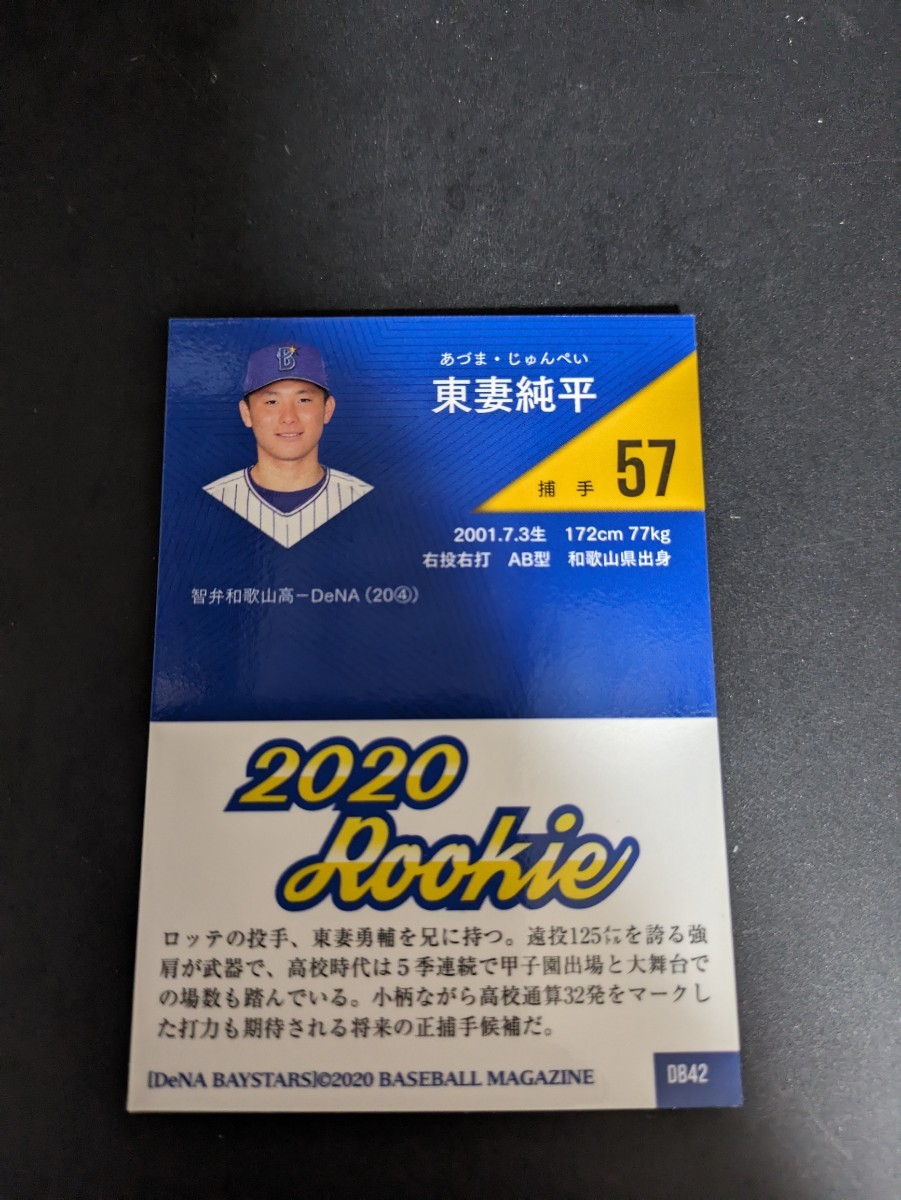 B
あづま・じゅんぺい
東妻純平
捕手 57
2001.7.3生 172cm 77kg
右投右打 AB型 和歌山県出身
智弁和歌山高−DeNA（20④）
2020
Rookie
ロッテの投手、東妻勇輔を兄に持つ。遠投125㍍を誇る強
肩が武器で、高校時代は5季連続で甲子園出場と大舞台で
の場数も踏んでいる。小柄ながら高校通算32発をマークし
た打力も期待される将来の正捕手候補だ。
[DeNA BAYSTARS]©2020 BASEBALL MAGAZINE
DB42